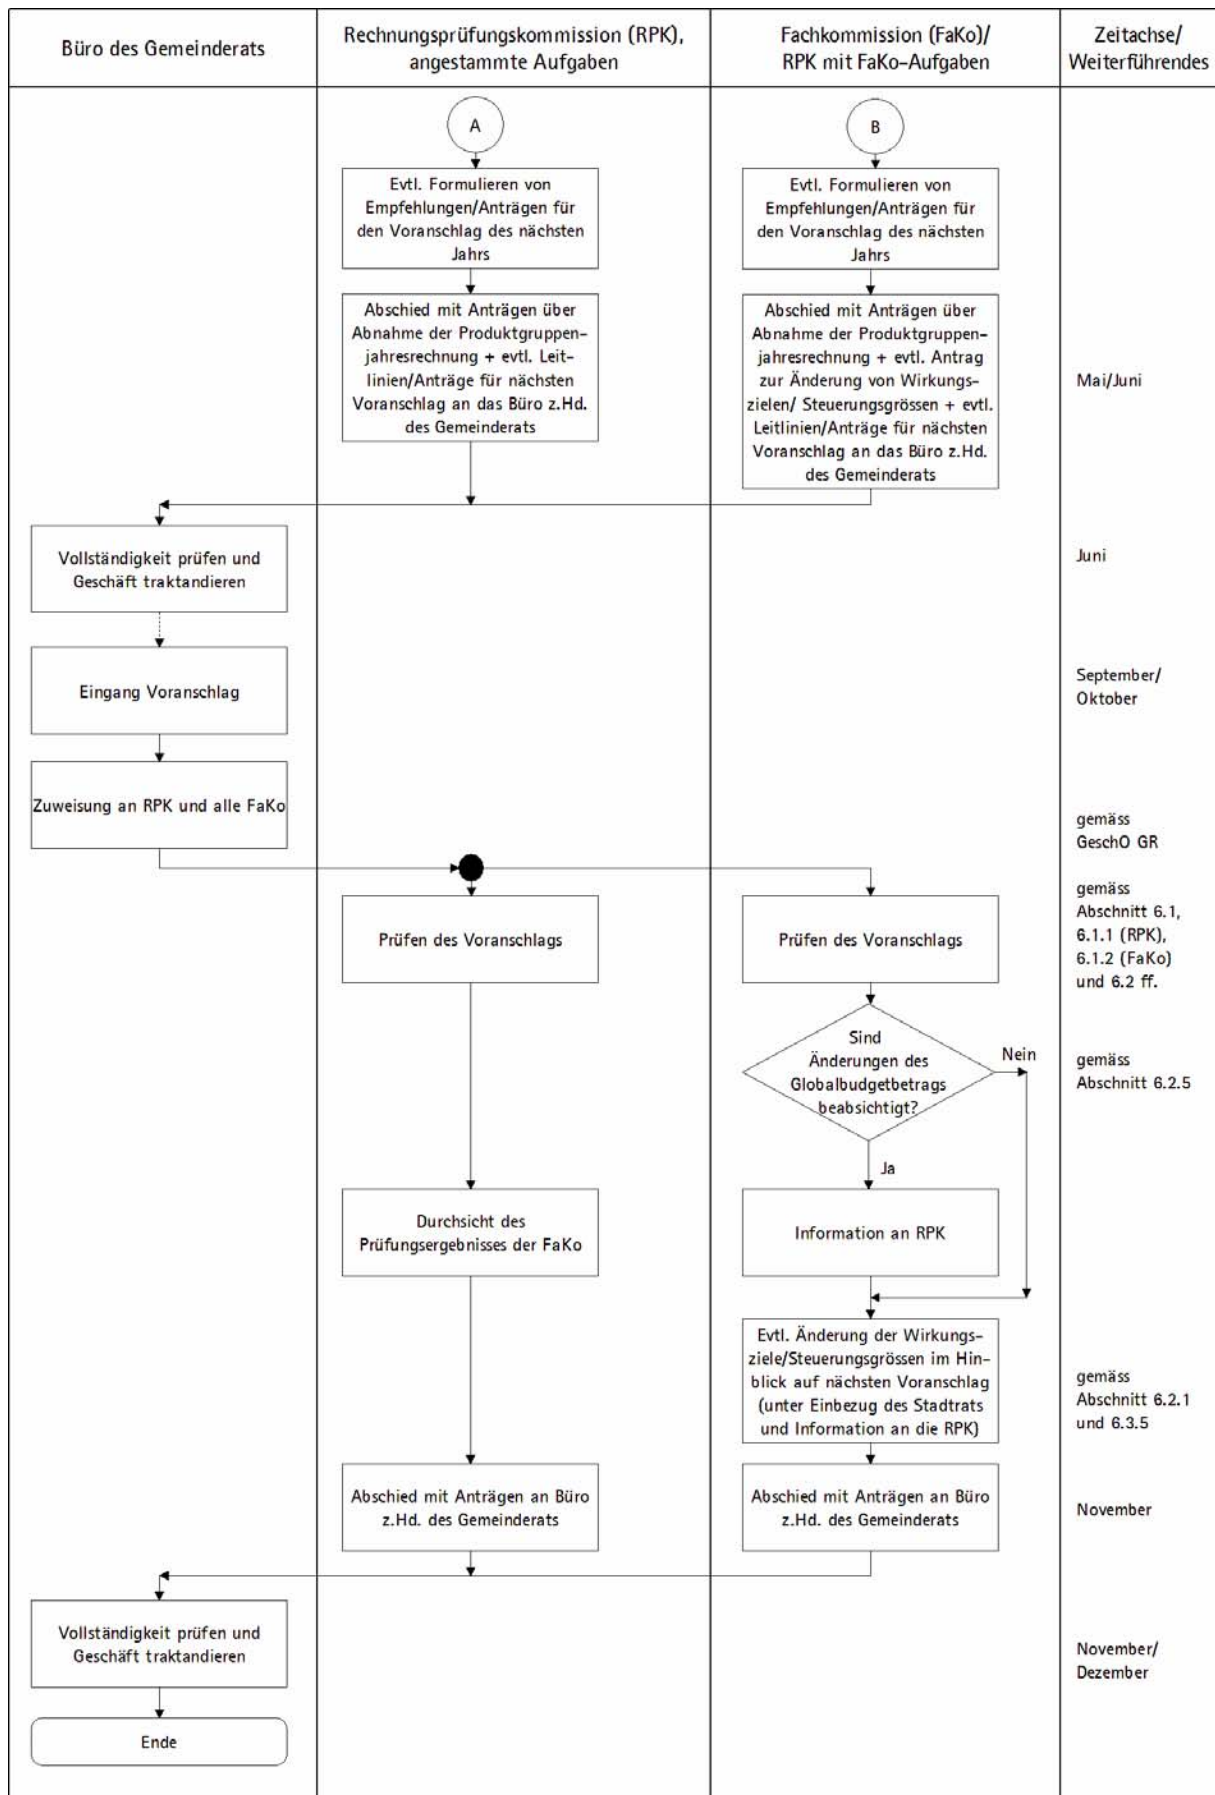 Büro des Gemeinderats
Rechnungsprüfungskommission (RPK),
angestammte Aufgaben
Fachkommission (FaKo)/
RPK mit FaKo-Aufgaben
Zeitachse/
Weiterführendes
A
B
Evtl. Formulieren von
Empfehlungen/Anträgen für
den Voranschlag des nächsten
Jahrs
Evtl. Formulieren von
Empfehlungen/Anträgen für
den Voranschlag des nächsten
Jahrs
Abschied mit Anträgen über
Abnahme der Produktgruppen-
jahresrechnung + evtl. Leit-
linien/Anträge für nächsten
Voranschlag an das Büro z.Hd.
des Gemeinderats
Abschied mit Anträgen über
Abnahme der Produktgruppen-
jahresrechnung + evtl. Antrag
zur Änderung von Wirkungs-
zielen/ Steuerungsgrössen + evtl.
Leitlinien/Anträge für nächsten
Voranschlag an das Büro z.Hd.
des Gemeinderats
Mai/Juni
Vollständigkeit prüfen und
Geschäft traktandieren
Juni
Eingang Voranschlag
September/
Oktober
Zuweisung an RPK und alle FaKo
gemäss
GeschO GR
Prüfen des Voranschlags
Prüfen des Voranschlags
gemäss
Abschnitt 6.1,
6.1.1 (RPK),
6.1.2 (FaKo)
und 6.2 ff.
Sind
Änderungen des
Globalbudgetbetrags
beabsichtigt?
Nein
gemäss
Abschnitt 6.2.5
Ja
Durchsicht des
Prüfungsergebnisses der FaKo
Information an RPK
Evtl. Änderung der Wirkungs-
ziele/Steuerungsgrössen im Hin-
blick auf nächsten Voranschlag
(unter Einbezug des Stadtrats
und Information an die RPK)
gemäss
Abschnitt 6.2.1
und 6.3.5
Abschied mit Anträgen an Büro
z.Hd. des Gemeinderats
Abschied mit Anträgen an Büro
z.Hd. des Gemeinderats
November
Vollständigkeit prüfen und
Geschäft traktandieren
November/
Dezember
Ende